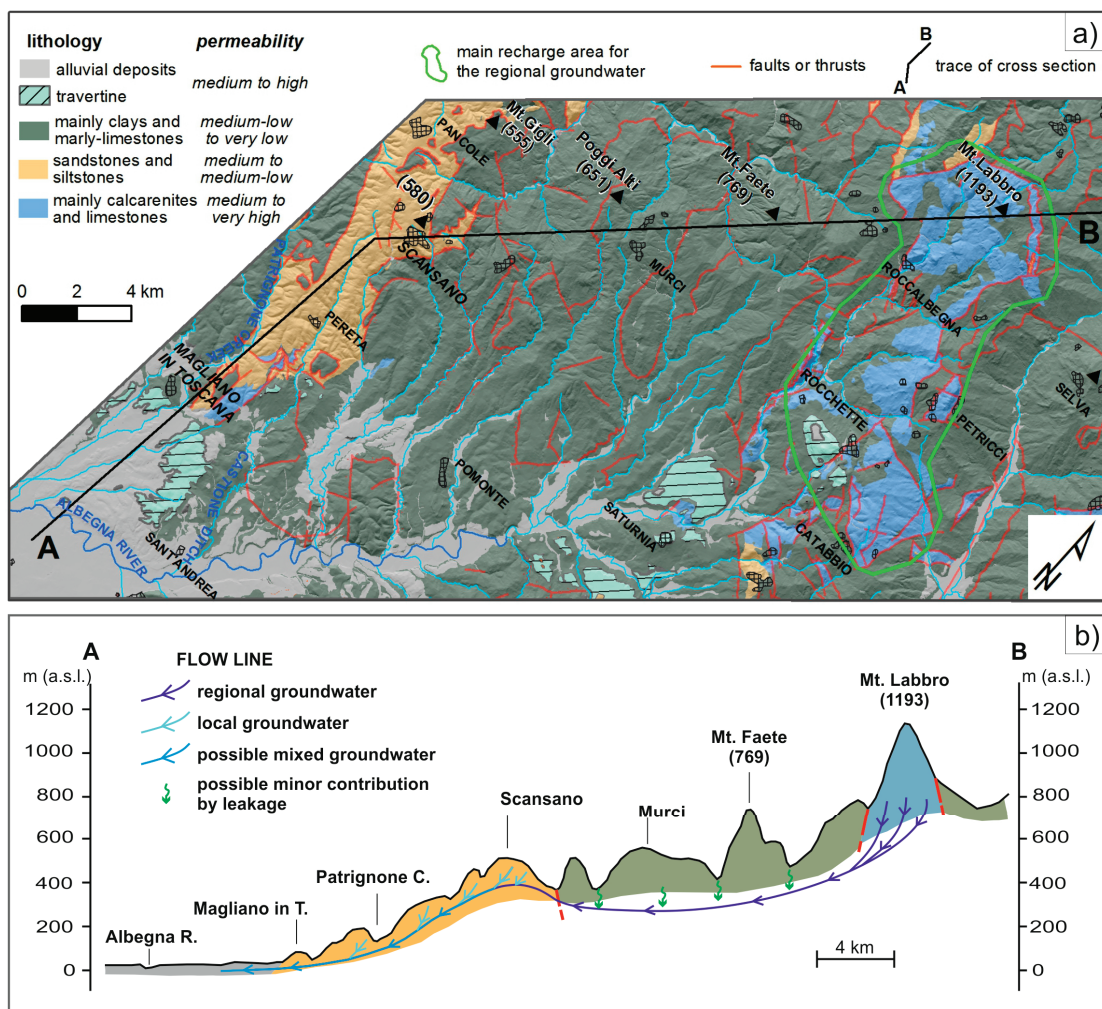 a)
lithology permeability
alluvial deposits
medium to high
travertine
mainly clays and
marly-limestones
medium-low
to very low
sandstones and
siltstones
medium to
medium-low
mainly calcarenites
and limestones
medium to
very high
main recharge area for
the regional groundwater
faults or thrusts
B
A
trace of cross section
0 2 4 km
PANCOLE
Mt.Gigli
(555)
Poggi Alti
(651)
Mt.Faete
(769)
Mt.Labbro
(1193)
(580)
SCANSANO
MURCI
B
ROCCALBEGNA
PERETA
MAGLIANO
IN TOSCANA
ROCCHETTE
PETRICCI
SELVA
POMONTE
CASTIONE DITCH
ALBEGNA RIVER
A
SANT'ANDREA
SATURNIA
CATABBIO
N
b)
A
B
m (a.s.l.)
m (a.s.l.)
FLOW LINE
regional groundwater
local groundwater
possible mixed groundwater
possible minor contribution
by leakage
Mt. Labbro
(1193)
Mt. Faete
(769)
Scansano
Murci
Patrignone C.
Magliano in T.
Albegna R.
1200
1000
800
600
400
200
0
1200
1000
800
600
400
200
0
4 km